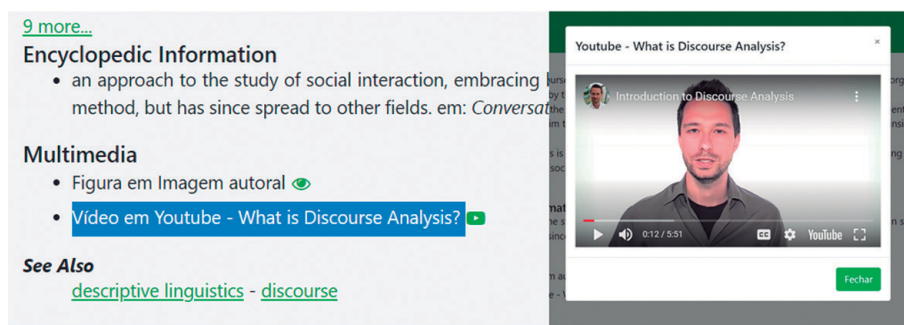 9 more...
Encyclopedic Information
• an approach to the study of social interaction, embracing
method, but has since spread to other fields. em: Conversat
Multimedia
• Figura em Imagem autoral
• Vídeo em Youtube - What is Discourse Analysis?
See Also
descriptive linguistics - discourse
Youtube - What is Discourse Analysis?
×
Introduction to Discourse Analysis
0:12 / 5:51
CC
YouTube
Fechar